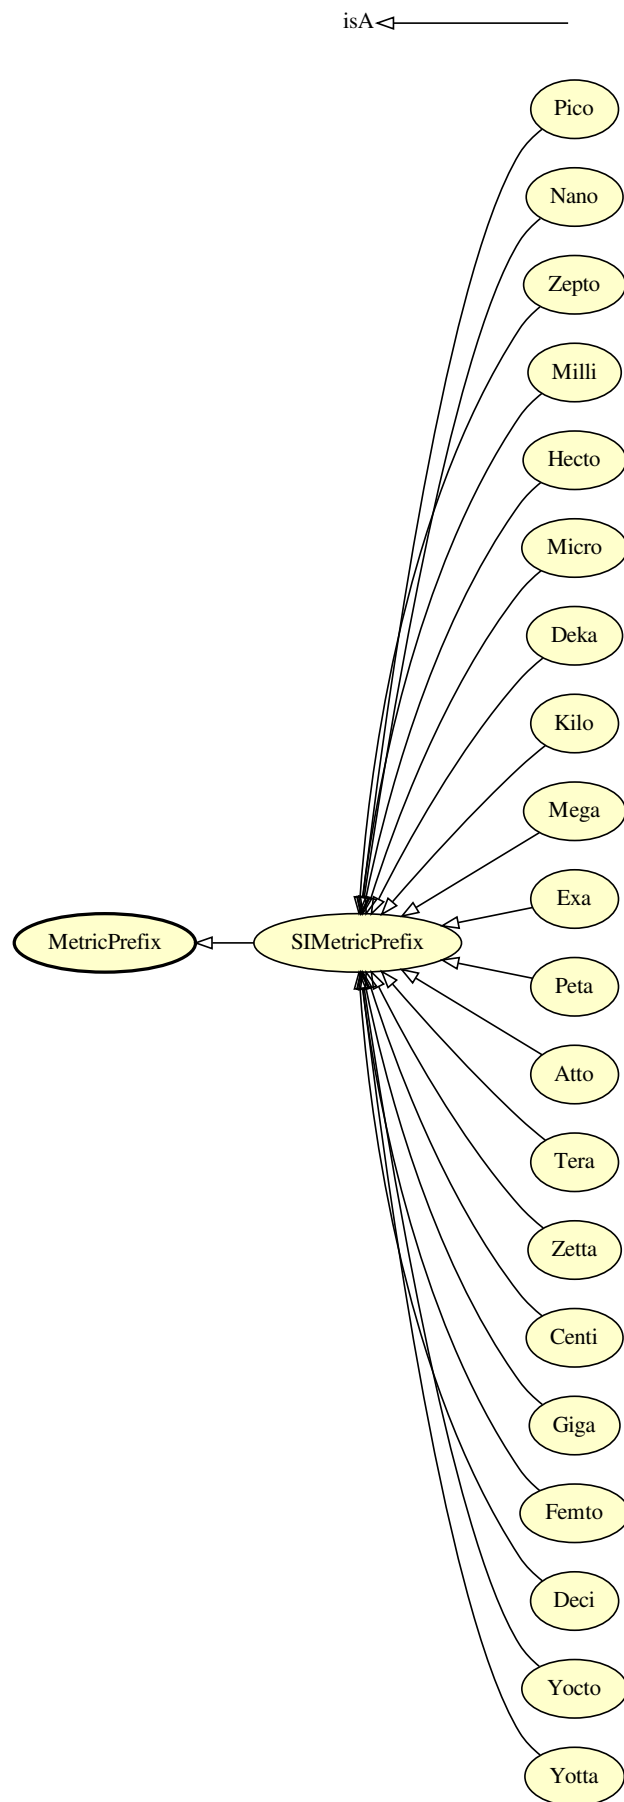 isA
Pico
Nano
Zepto
Milli
Hecto
Micro
Deka
Kilo
Mega
Exa
MetricPrefix
SIMetricPrefix
Peta
Atto
Tera
Zetta
Centi
Giga
Femto
Deci
Yocto
Yotta